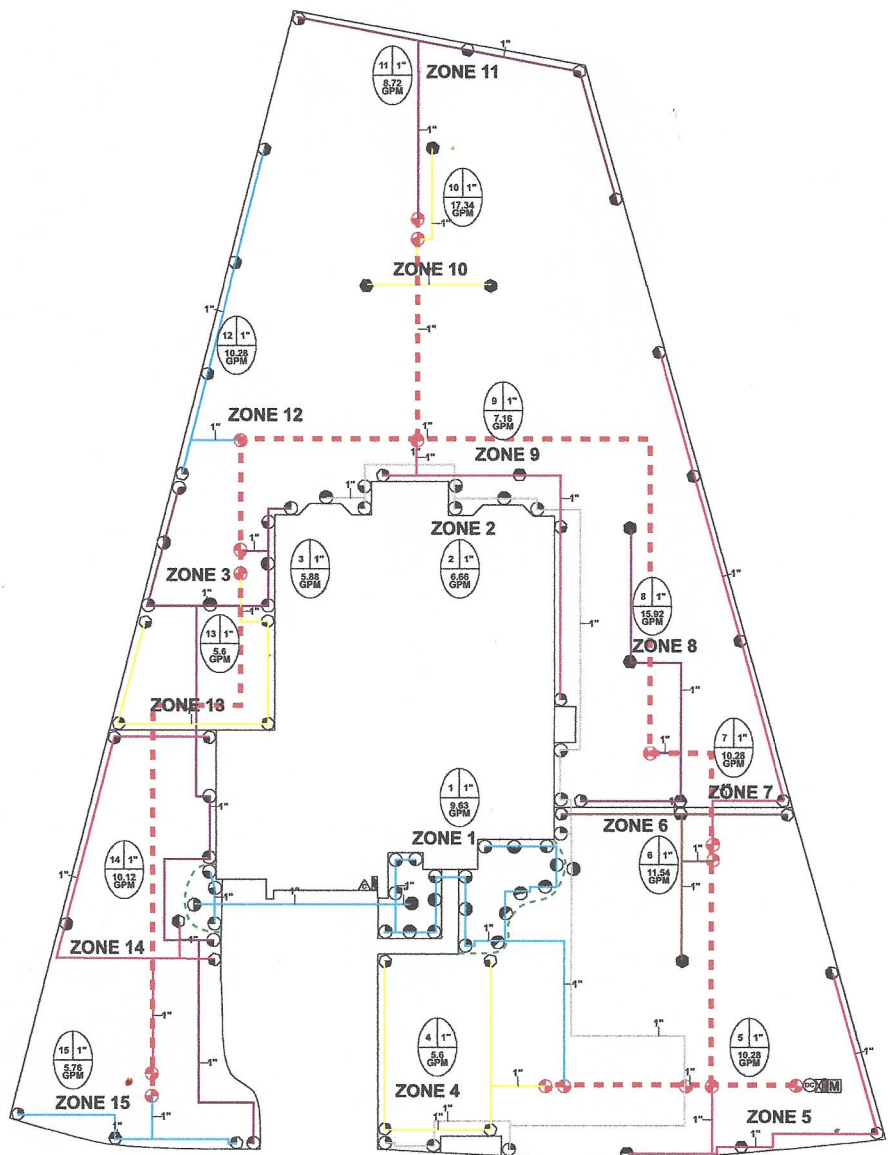 1"
11 1"
8.72
GPM
ZONE 11
1"
10 1"
17.34
GPM
1"
ZONE 10
1"
1"
12 1"
10.28
GPM
1"
9 1"
7.16
GPM
ZONE 12
1"
1"
1"
ZONE 9
1"
1"
ZONE 2
1"
3 1"
5.88
GPM
2 1"
6.66
GPM
ZONE 3
1"
1"
1"
1"
8 1"
15.92
GPM
13 1"
5.6
GPM
ZONE 8
1"
ZONE 13
1"
7 1"
10.28
GPM
1"
1"
1"
1 1"
9.63
GPM
ZONE 7
ZONE 1
ZONE 6
14 1"
10.12
GPM
1"
6 1"
11.54
GPM
1"
1"
1"
A
1"
1"
1"
ZONE 14
1"
1"
1"
15 1"
5.76
GPM
4 1"
5.6
GPM
1"
5 1"
10.28
GPM
1"
1"
1"
DC
X
M
ZONE 4
ZONE 15
1"
1"
ZONE 5
1"